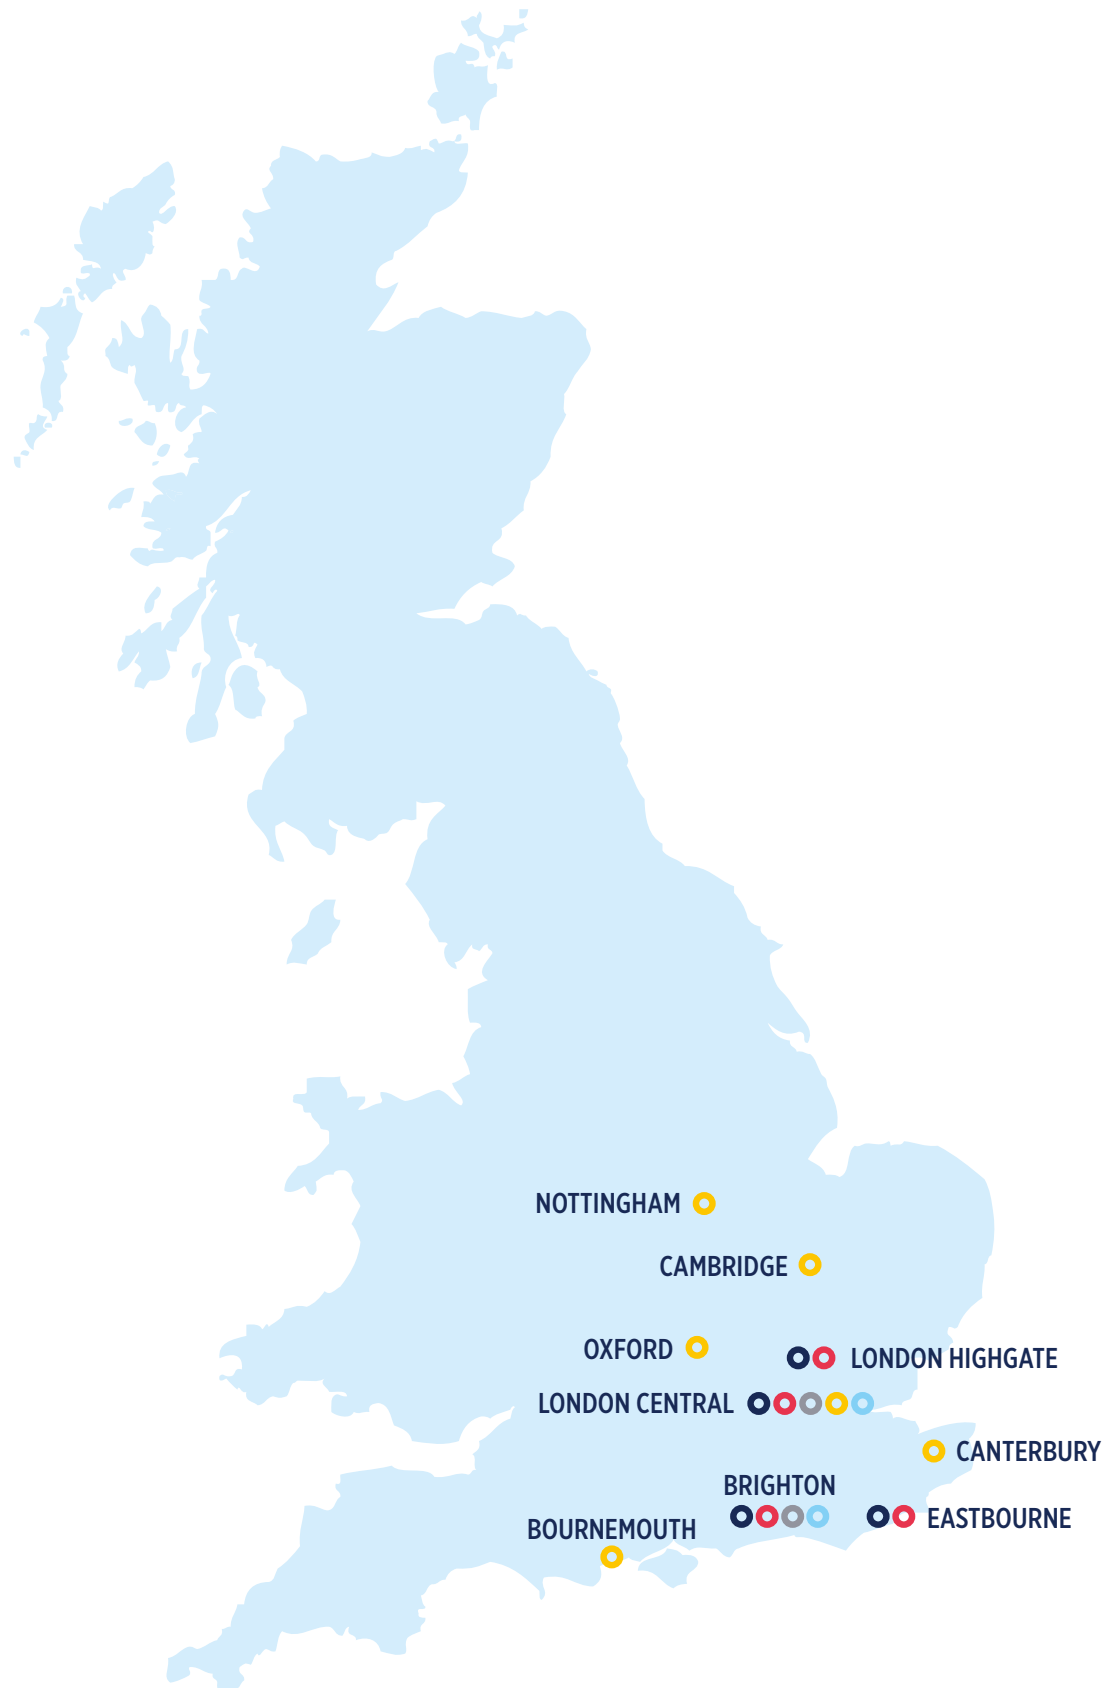 NOTTINGHAM
CAMBRIDGE
OXFORD
LONDON HIGHGATE
LONDON CENTRAL
CANTERBURY
BRIGHTON
EASTBOURNE
BOURNEMOUTH